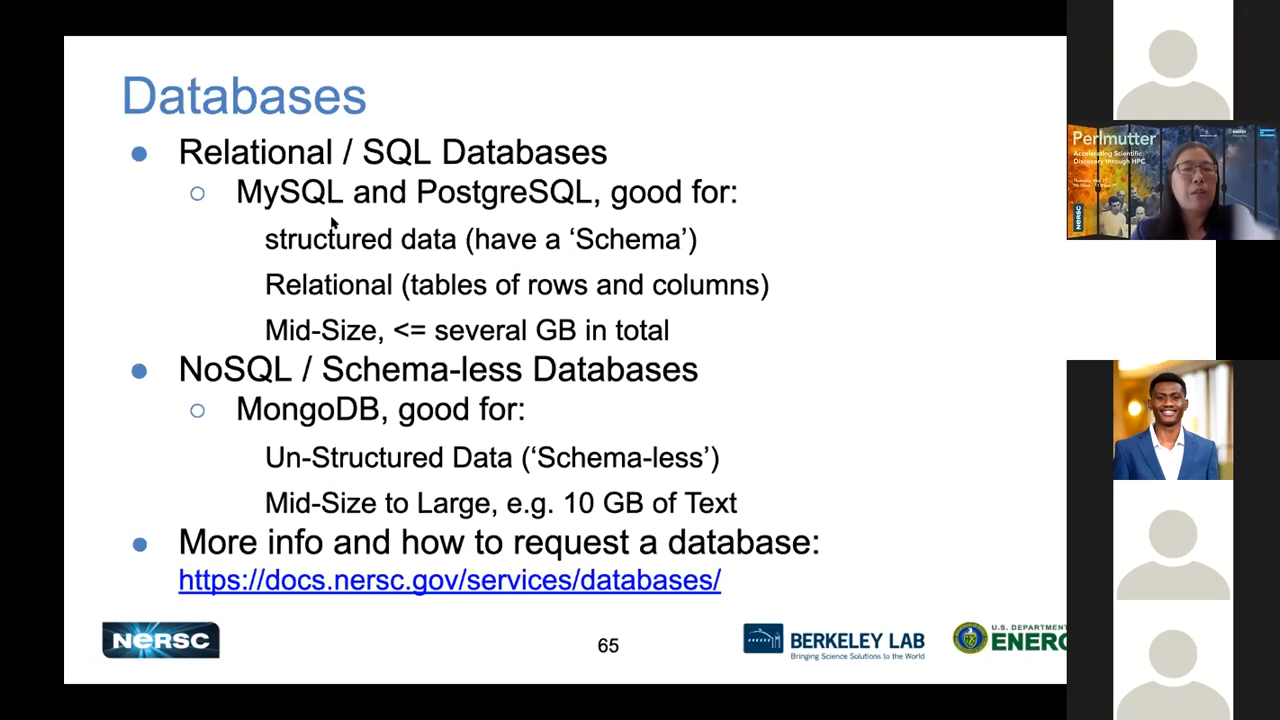 Databases
Relational / SQL Databases
MySQL and PostgreSQL, good for:
structured data (have a ‘Schema’)
Relational (tables of rows and columns)
Mid-Size, <= several GB in total
NoSQL / Schema-less Databases
MongoDB, good for:
Un-Structured Data (‘Schema-less’)
Mid-Size to Large, e.g. 10 GB of Text
More info and how to request a database:
https://docs.nersc.gov/services/databases/
NERSC
65
BERKELEY LAB
Bringing Science Solutions to the World
U.S. DEPARTMENT
ENERG
Perlmutter
Accelerating Scientific
Discovery through HPC
NERSC